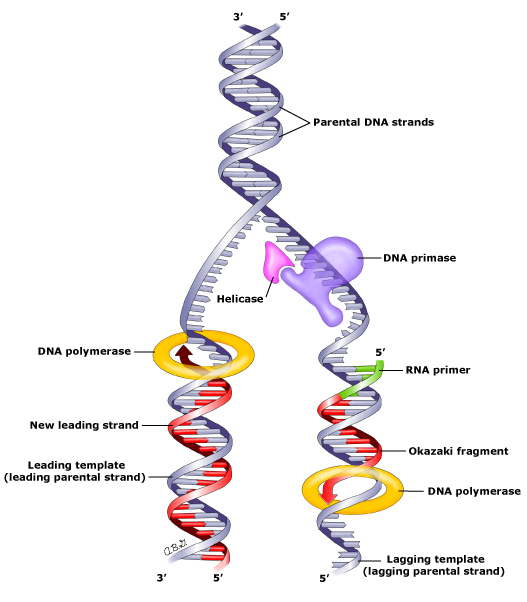 3’ 5’
Parental DNA strands
DNA primase
Helicase
DNA polymerase
5’
RNA primer
New leading strand
Okazaki fragment
Leading template
(leading parental strand)
DNA polymerase
Lagging template
(lagging parental strand)
3’ 5’
5’